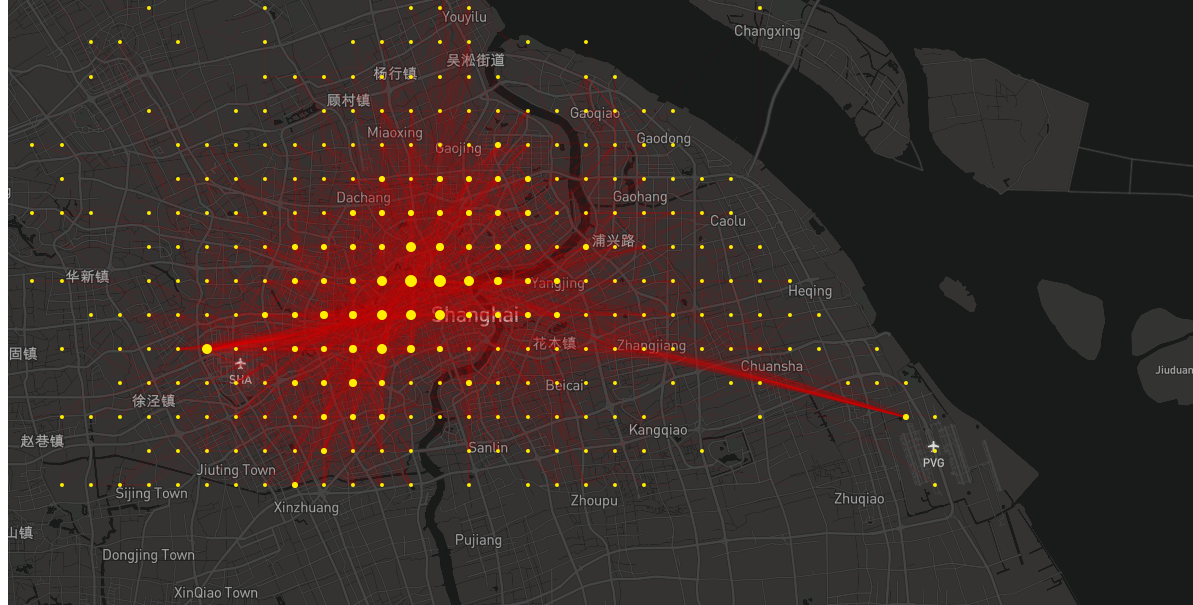 Youyilu
Changxing
吴淞街道
杨行镇
顾村镇
Gaoqiao
Miaoxing
Gaojing
Gaodong
Dachang
Gaohang
Caolu
浦兴路
华新镇
Yangjing
Heqing
Shanghai
花木镇
Zhangjiang
固镇
Chuansha
Jiuduan
SHA
Beicai
徐泾镇
Kangqiao
赵巷镇
Sanlin
PVG
Jiuting Town
Sijing Town
Zhoupu
Zhuqiao
Xinzhuang
山镇
Pujiang
Dongjing Town
XinQiao Town